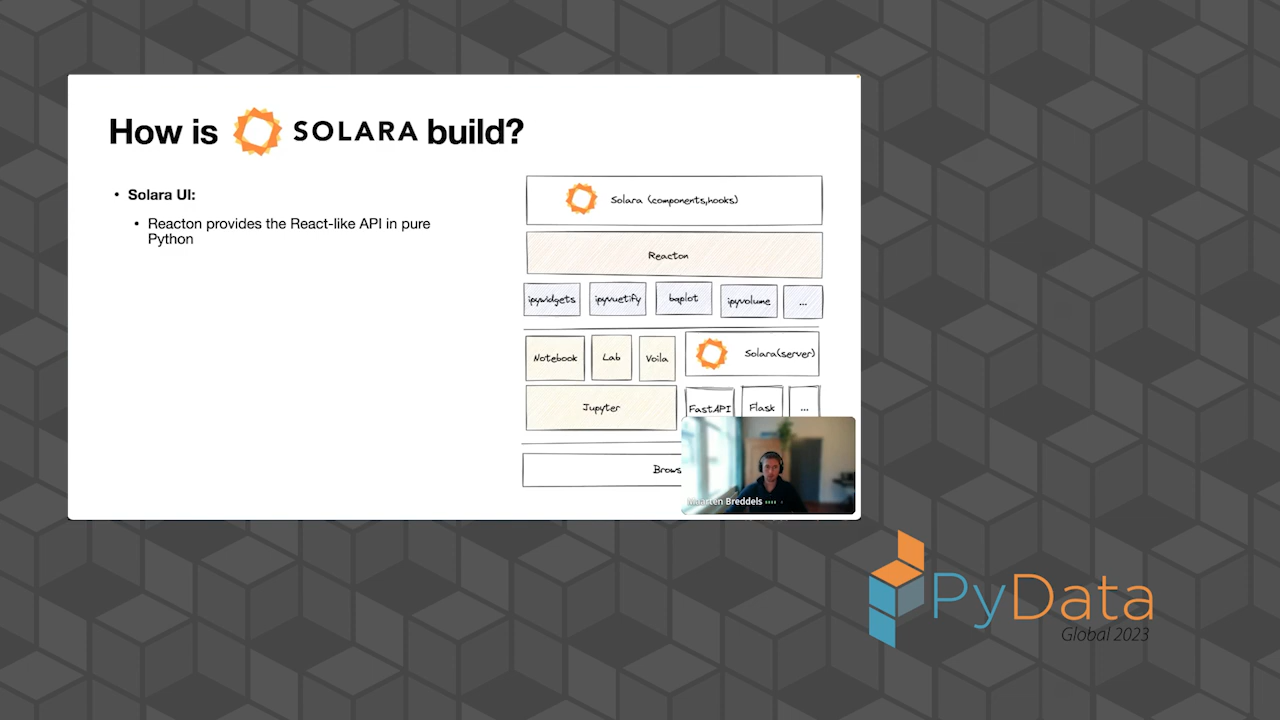 How is SOLARA build?
• Solara UI:
• Reacton provides the React-like API in pure
Python
Solara (components,hooks)
Reacton
ipywidgets ipyvuetify bqplot ipyvolume ...
Notebook Lab Voila Solara(server)
Jupyter FastAPI Flask ...
Brows
Maarten Breddels
PyData
Global 2023